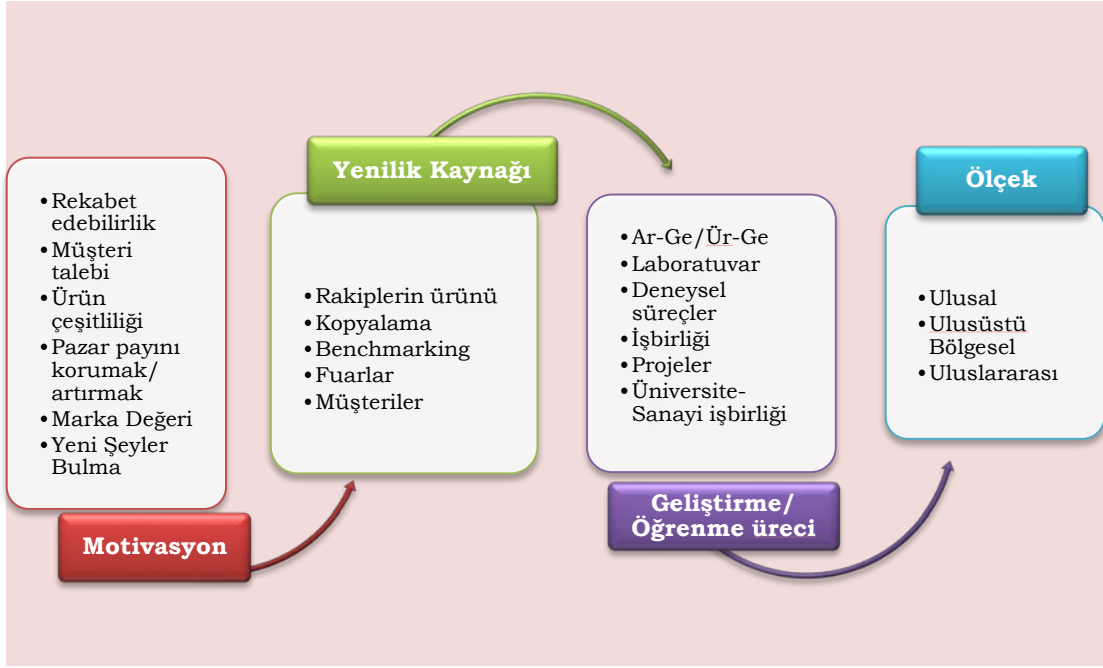 • Rekabet
edebilirlik
• Müşteri
talebi
• Ürün
çeşitliliği
• Pazar payını
korumak/
artırmak
• Marka Değeri
• Yeni Şeyler
Bulma
Motivasyon
Yenilik Kaynağı
• Rakiplerin ürünü
• Kopyalama
• Benchmarking
• Fuarlar
• Müşteriler
• Ar-Ge/Ür-Ge
• Laboratuvar
• Deneysel
süreçler
• İşbirliği
• Projeler
• Üniversite-
Sanayi işbirliği
Geliştirme/
Öğrenme üreci
Ölçek
• Ulusal
• Ulusüstü
Bölgesel
• Uluslararası